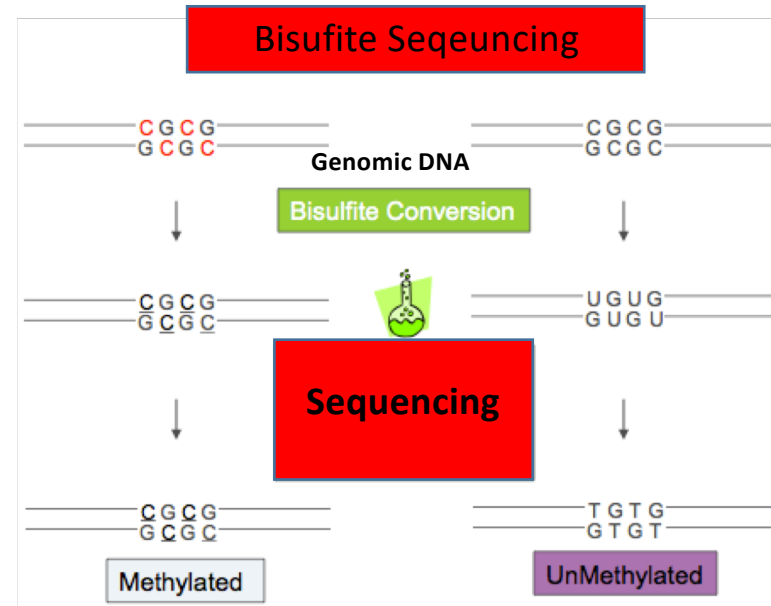 Bisufite Seqeuncing
CGCG
GCGC
CGCG
GCGC
Genomic DNA
Bisulfite Conversion
CGCG
GCGC
UGUG
GUGU
Sequencing
CGCG
GCGC
TGTG
GTGT
Methylated
UnMethylated